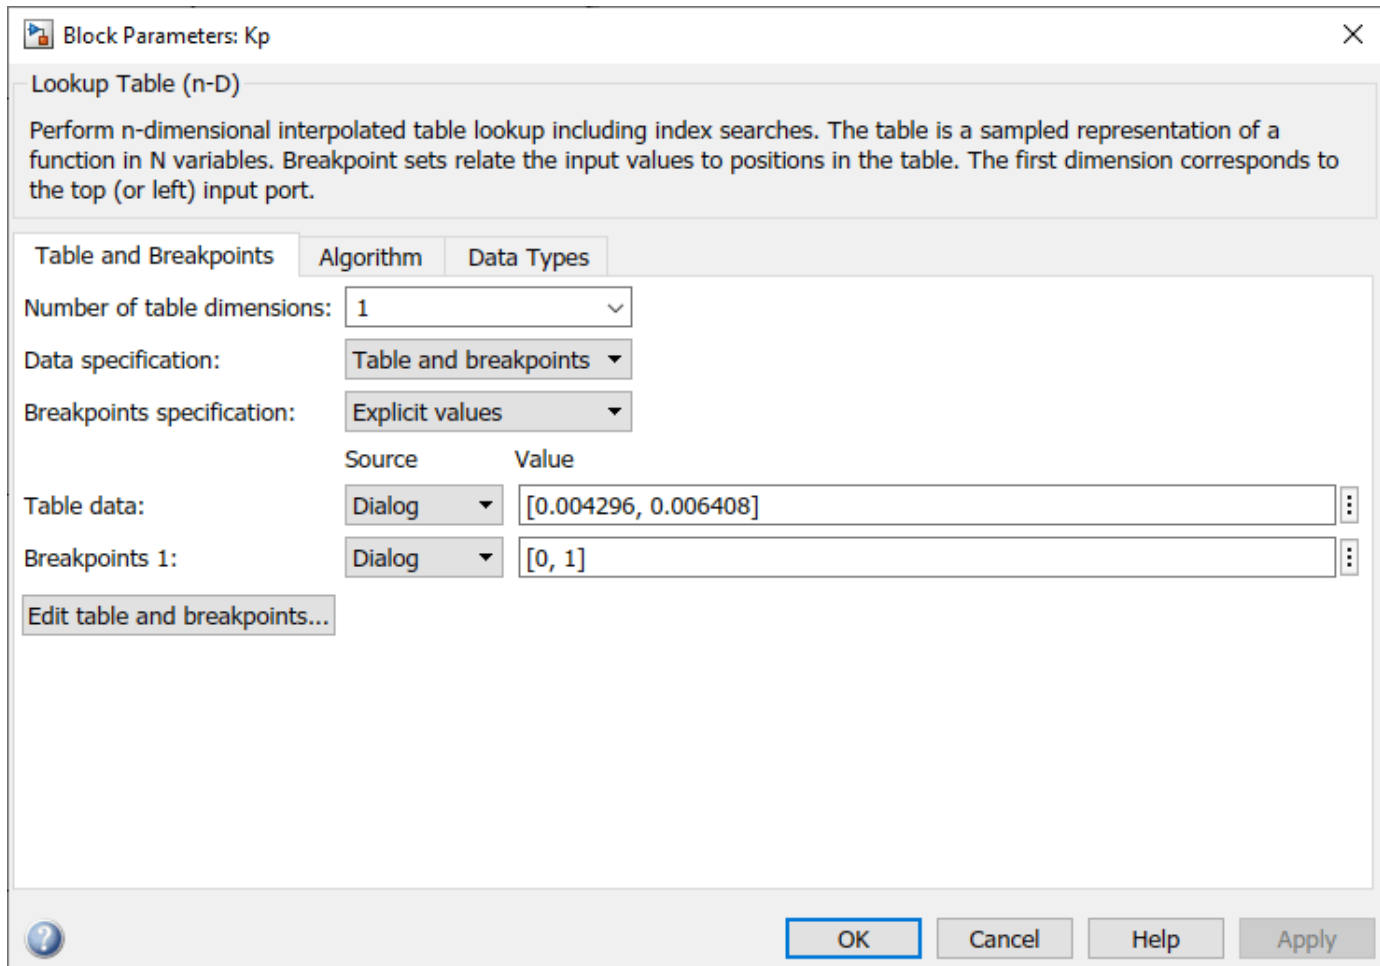 Block Parameters: Kp
Lookup Table (n-D)
Perform n-dimensional interpolated table lookup including index searches. The table is a sampled representation of a
function in N variables. Breakpoint sets relate the input values to positions in the table. The first dimension corresponds to
the top (or left) input port.
Table and Breakpoints Algorithm Data Types
Number of table dimensions: 1
Data specification: Table and breakpoints
Breakpoints specification: Explicit values
Source Value
Table data: Dialog [0.004296, 0.006408]
Breakpoints 1: Dialog [0, 1]
Edit table and breakpoints...
? OK Cancel Help Apply